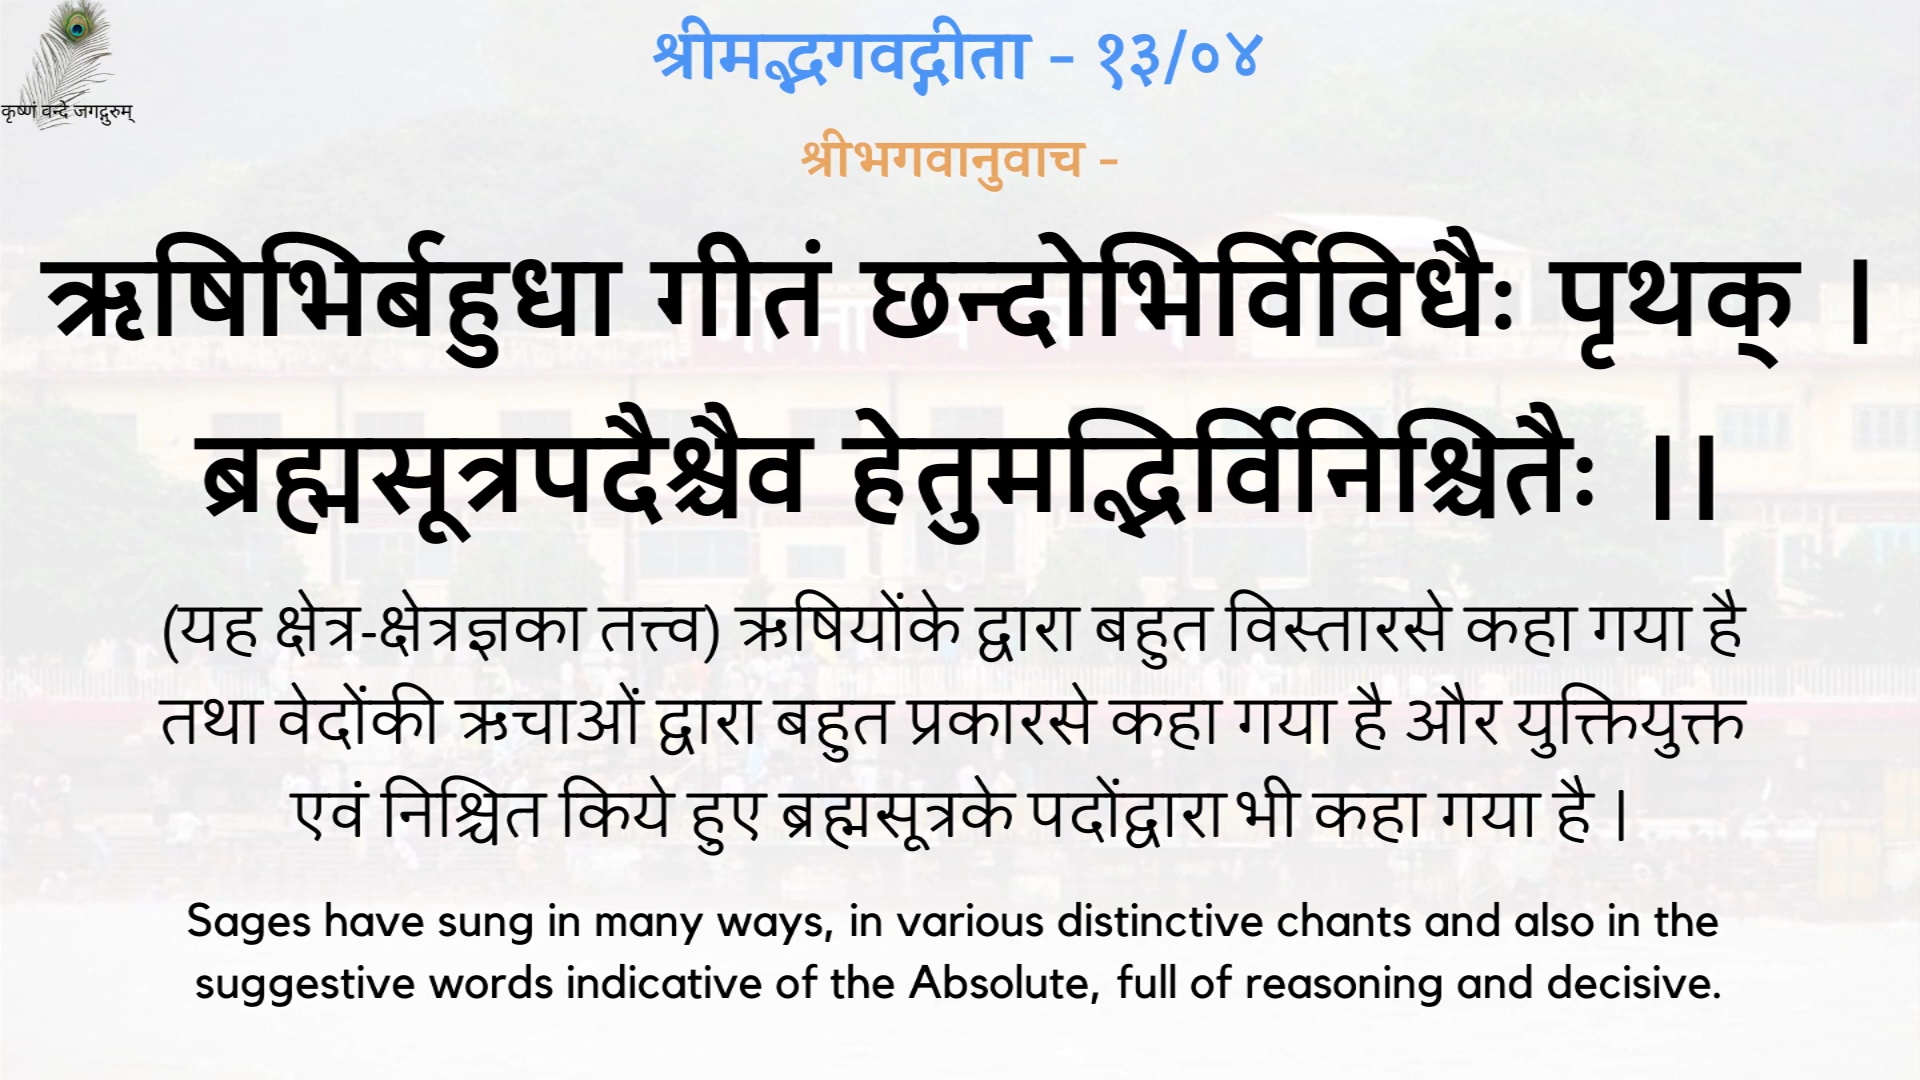 कृष्णं वन्दे जगद्गुरुम्
श्रीमद्भगवद्गीता - १३/०४
श्रीभगवानुवाच -
ऋषिभिर्बहुधा गीतं छन्दोभिर्विविधैः पृथक् ।
ब्रह्मसूत्रपदैश्चैव हेतुमद्भिर्विनिश्चितैः ।।
(यह क्षेत्र-क्षेत्रज्ञका तत्त्व) ऋषियोंके द्वारा बहुत विस्तारसे कहा गया है
तथा वेदोंकी ऋचाओं द्वारा बहुत प्रकारसे कहा गया है और युक्तियुक्त
एवं निश्चित किये हुए ब्रह्मसूत्रके पदोंद्वारा भी कहा गया है |
Sages have sung in many ways, in various distinctive chants and also in the
suggestive words indicative of the Absolute, full of reasoning and decisive.